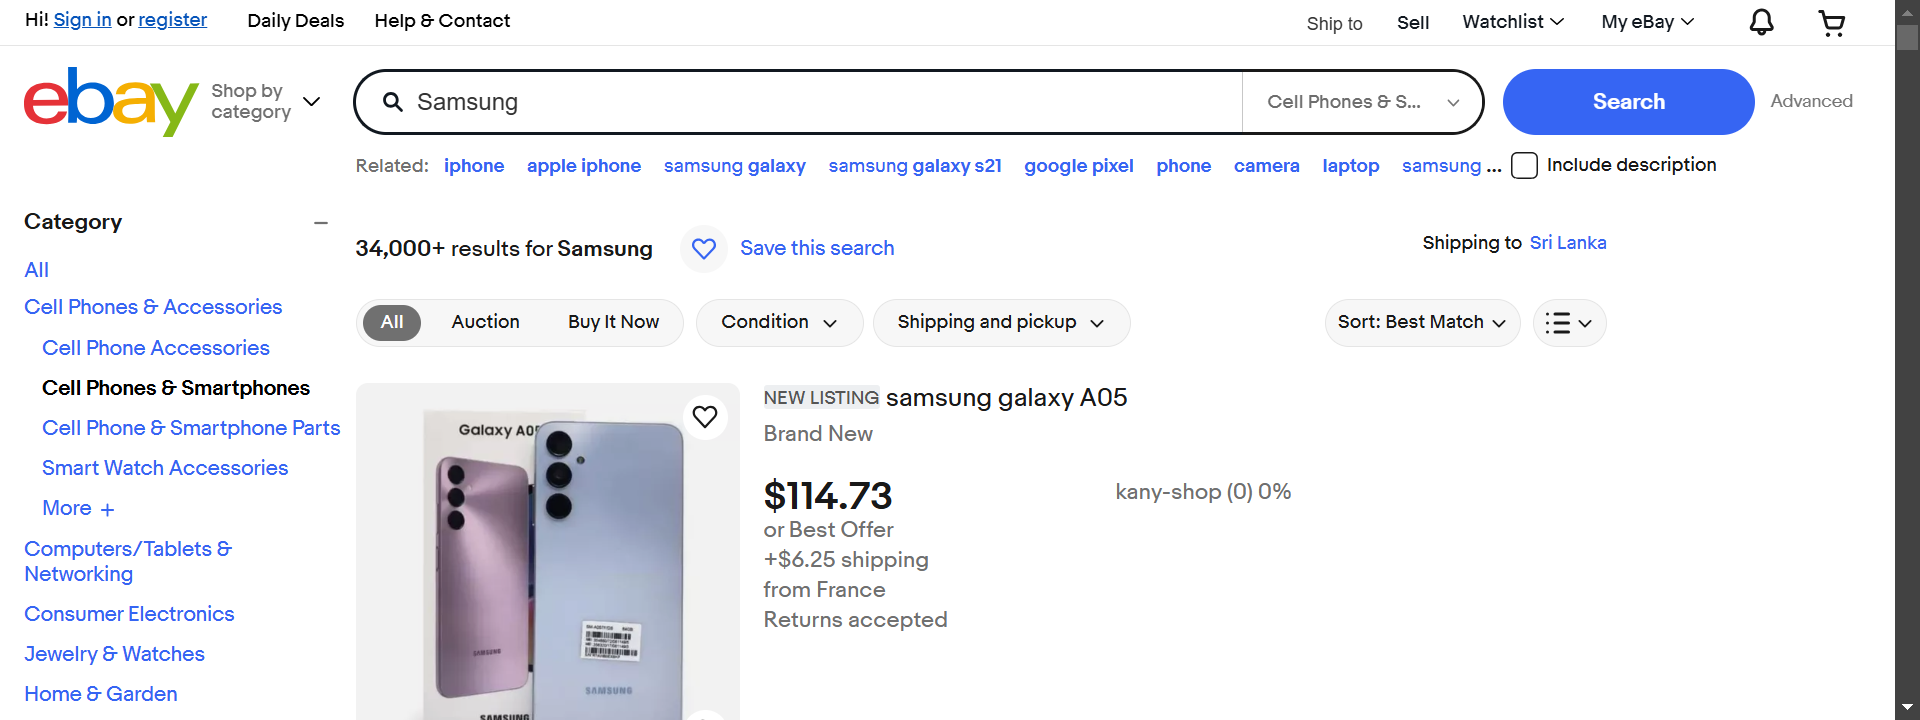 Hi! Sign in or register Daily Deals Help & Contact Ship to Sell Watchlist My eBay
ebay Shop by category Samsung Cell Phones & S... Search Advanced
Related: iphone apple iphone samsung galaxy samsung galaxy s21 google pixel phone camera laptop samsung ... Include description
Category
All
Cell Phones & Accessories
Cell Phone Accessories
Cell Phones & Smartphones
Cell Phone & Smartphone Parts
Smart Watch Accessories
More +
Computers/Tablets &
Networking
Consumer Electronics
Jewelry & Watches
Home & Garden
34,000+ results for Samsung Save this search Shipping to Sri Lanka
All Auction Buy It Now Condition Shipping and pickup Sort: Best Match
Galaxy A05
SAMSUNG
SAMSUNG
SAMSUNG
NEW LISTING samsung galaxy A05
Brand New
$114.73 kany-shop (0) 0%
or Best Offer
+$6.25 shipping
from France
Returns accepted